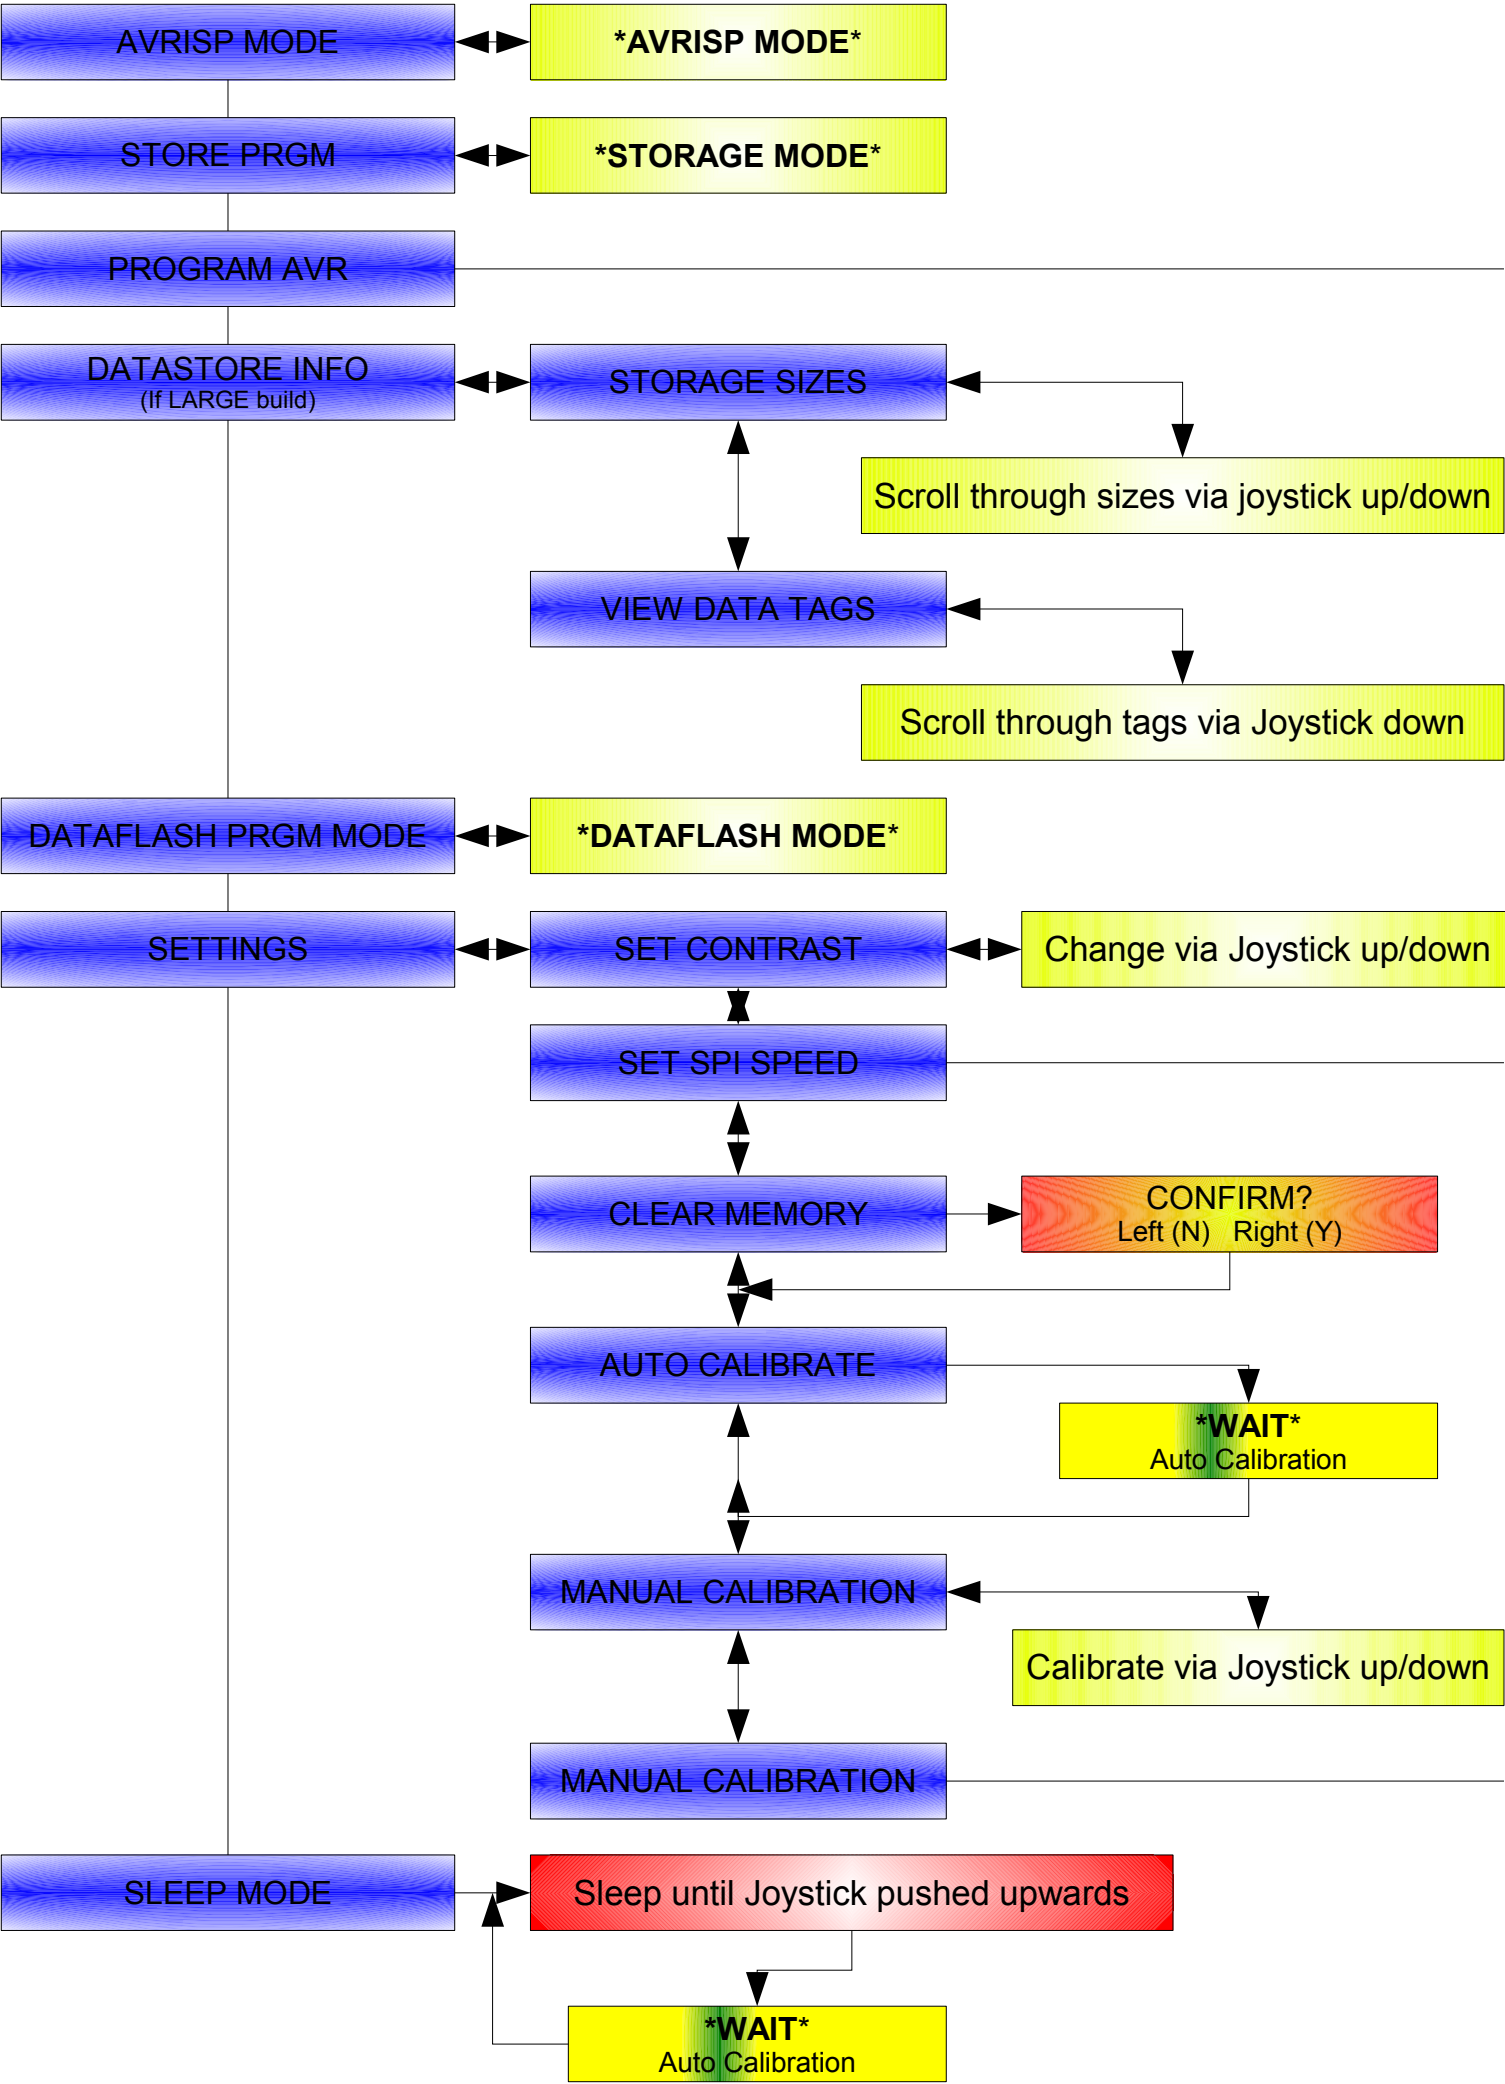 AVRISP MODE
*AVRISP MODE*
STORE PRGM
*STORAGE MODE*
PROGRAM AVR
DATASTORE INFO
(If LARGE build)
STORAGE SIZES
Scroll through sizes via joystick up/down
VIEW DATA TAGS
Scroll through tags via Joystick down
DATAFLASH PRGM MODE
*DATAFLASH MODE*
SETTINGS
SET CONTRAST
Change via Joystick up/down
SET SPI SPEED
CLEAR MEMORY
CONFIRM?
Left (N) Right (Y)
AUTO CALIBRATE
*WAIT*
Auto Calibration
MANUAL CALIBRATION
Calibrate via Joystick up/down
MANUAL CALIBRATION
SLEEP MODE
Sleep until Joystick pushed upwards
*WAIT*
Auto Calibration